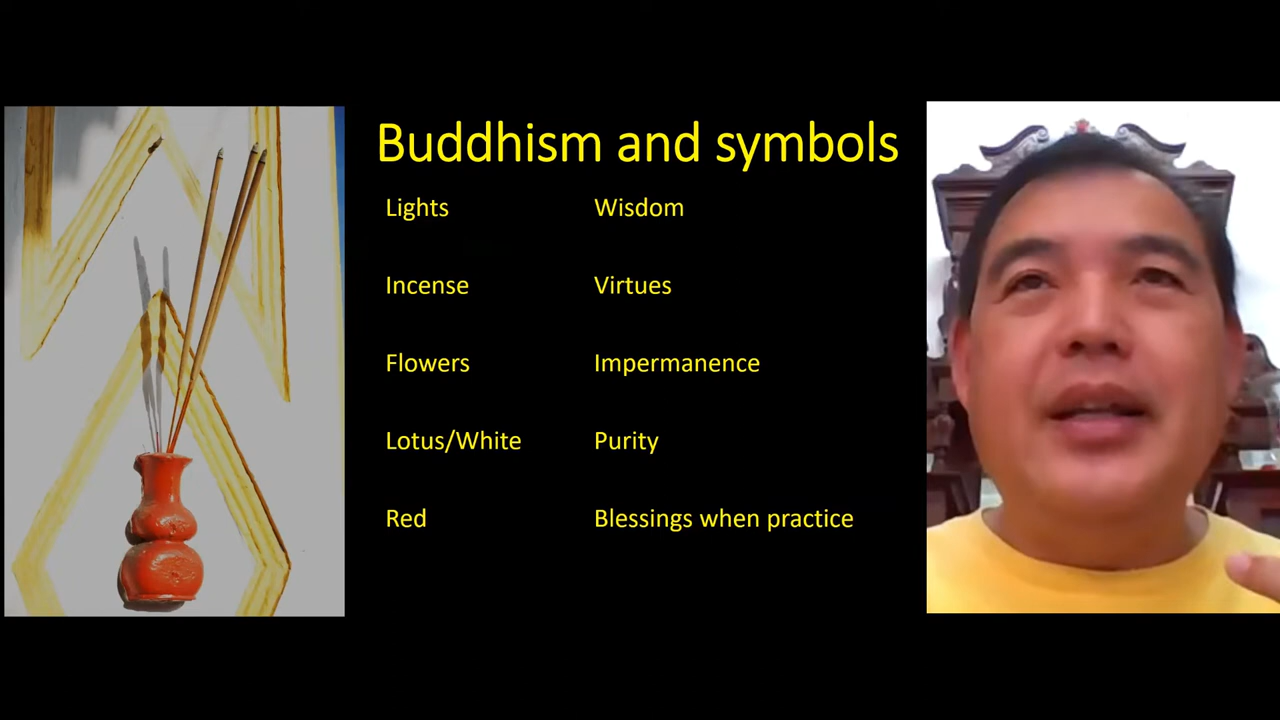 Buddhism and symbols
Lights Wisdom
Incense Virtues
Flowers Impermanence
Lotus/White Purity
Red Blessings when practice